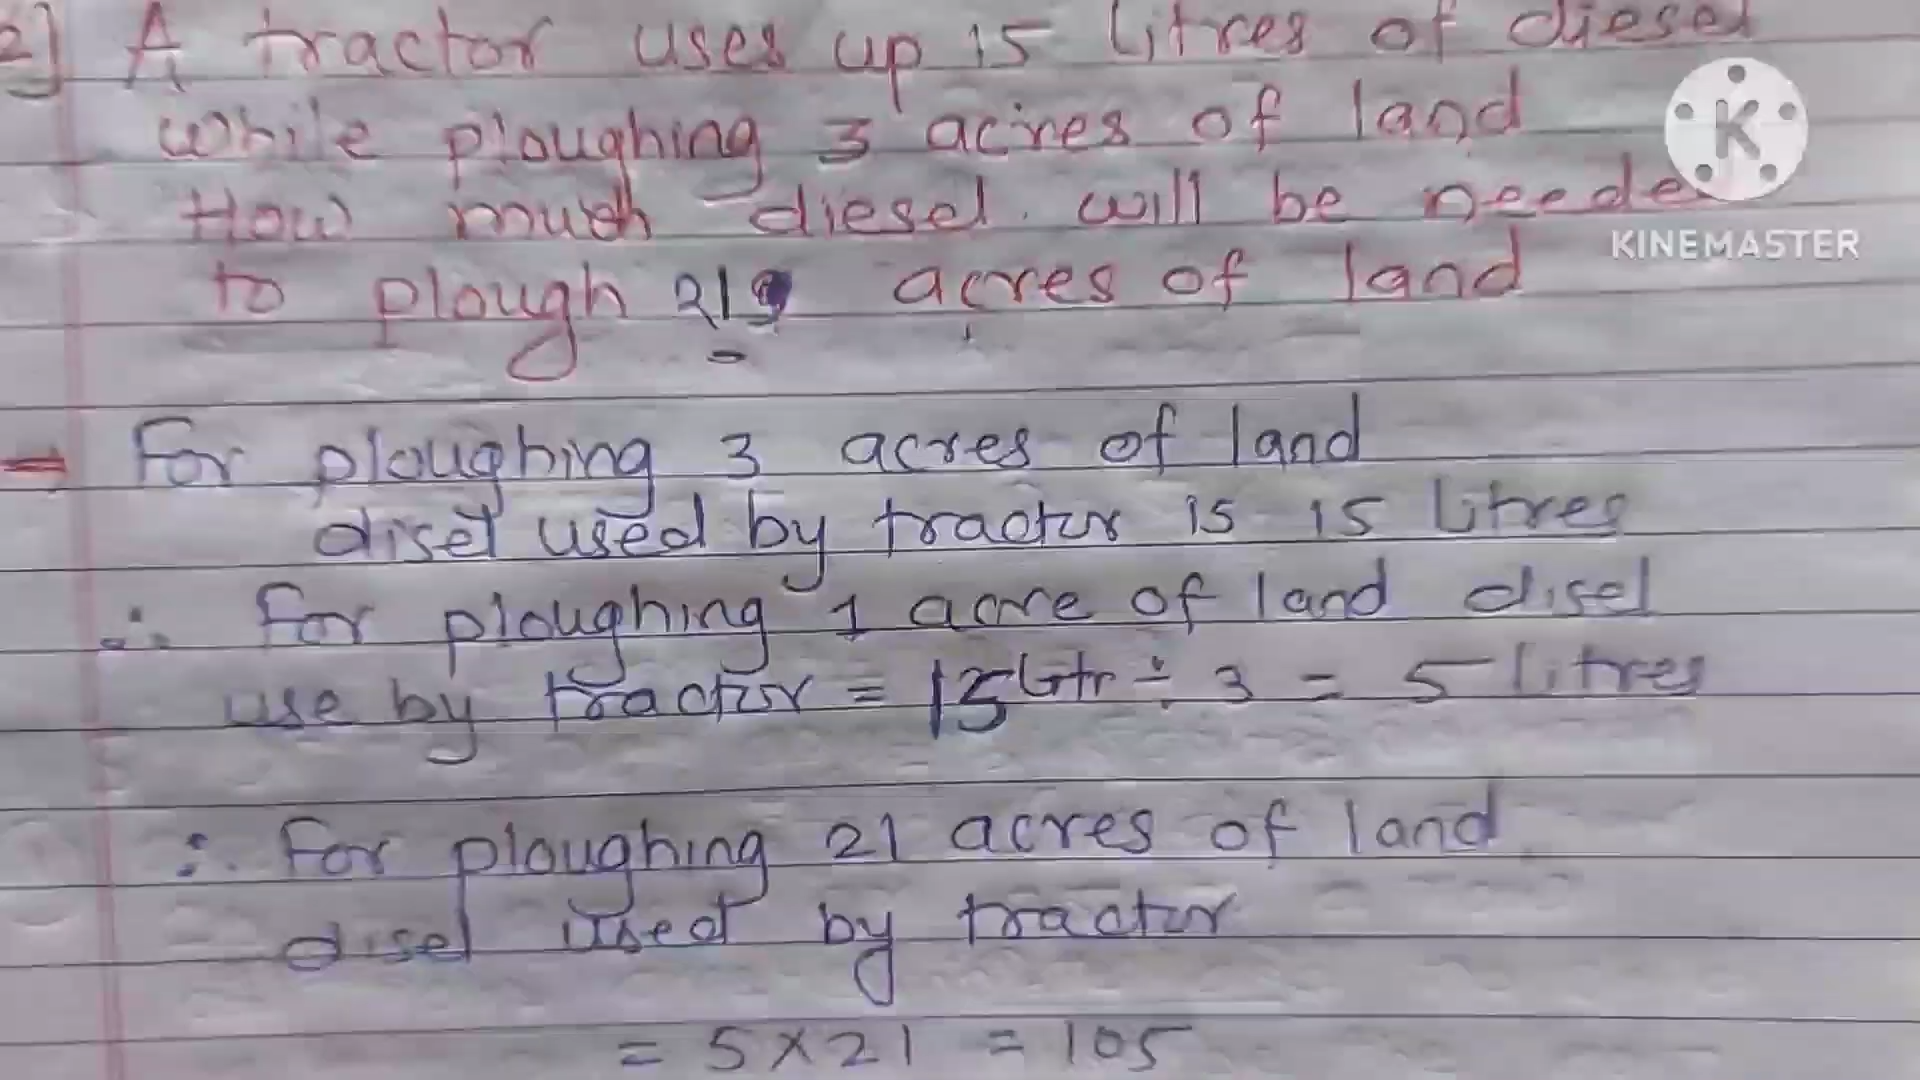 2] A tractor uses up 15 litres of diesel
while ploughing 3 acres of land
How much diesel will be neede
to plough 21 acres of land
K
KINEMASTER
→ For ploughing 3 acres of land
disel used by tractor is 15 litres
∴ for ploughing 1 acre of land disel
use by tractor = 15 Ltr ÷ 3 = 5 litres
∴ For ploughing 21 acres of land
disel used by tractor
= 5 × 21 = 105